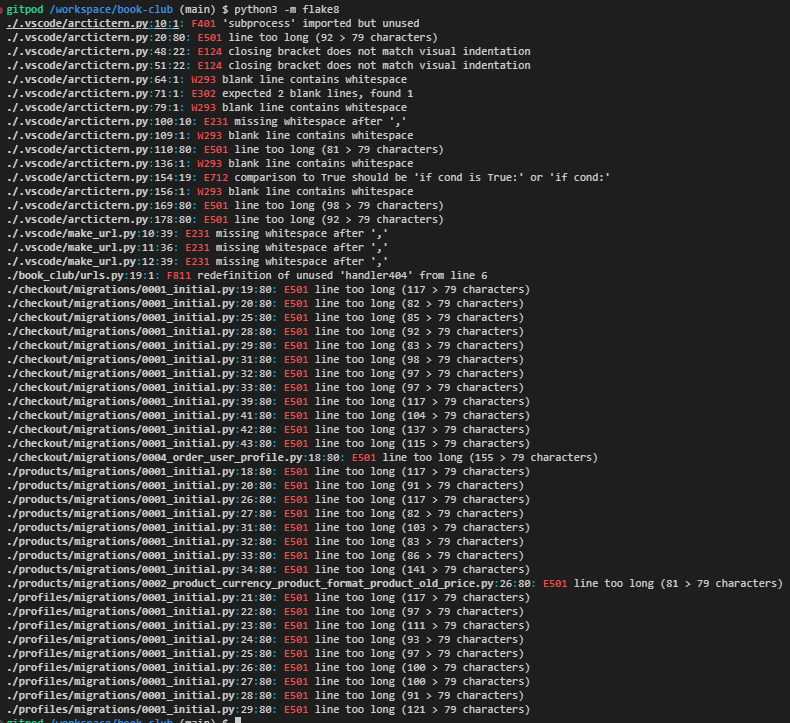 gitpod /workspace/book-club (main) $ python3 -m flake8
./.vscode/arctictern.py:10:1: F401 'subprocess' imported but unused
./.vscode/arctictern.py:20:80: E501 line too long (92 > 79 characters)
./.vscode/arctictern.py:48:22: E124 closing bracket does not match visual indentation
./.vscode/arctictern.py:51:22: E124 closing bracket does not match visual indentation
./.vscode/arctictern.py:64:1: W293 blank line contains whitespace
./.vscode/arctictern.py:71:1: E302 expected 2 blank lines, found 1
./.vscode/arctictern.py:79:1: W293 blank line contains whitespace
./.vscode/arctictern.py:100:10: E231 missing whitespace after ','
./.vscode/arctictern.py:109:1: W293 blank line contains whitespace
./.vscode/arctictern.py:110:80: E501 line too long (81 > 79 characters)
./.vscode/arctictern.py:136:1: W293 blank line contains whitespace
./.vscode/arctictern.py:154:19: E712 comparison to True should be 'if cond is True:' or 'if cond:'
./.vscode/arctictern.py:156:1: W293 blank line contains whitespace
./.vscode/arctictern.py:169:80: E501 line too long (98 > 79 characters)
./.vscode/arctictern.py:178:80: E501 line too long (92 > 79 characters)
./.vscode/make_url.py:10:39: E231 missing whitespace after ','
./.vscode/make_url.py:11:36: E231 missing whitespace after ','
./.vscode/make_url.py:12:39: E231 missing whitespace after ','
./book_club/urls.py:19:1: F811 redefinition of unused 'handler404' from line 6
./checkout/migrations/0001_initial.py:19:80: E501 line too long (117 > 79 characters)
./checkout/migrations/0001_initial.py:20:80: E501 line too long (82 > 79 characters)
./checkout/migrations/0001_initial.py:25:80: E501 line too long (85 > 79 characters)
./checkout/migrations/0001_initial.py:28:80: E501 line too long (92 > 79 characters)
./checkout/migrations/0001_initial.py:29:80: E501 line too long (83 > 79 characters)
./checkout/migrations/0001_initial.py:31:80: E501 line too long (98 > 79 characters)
./checkout/migrations/0001_initial.py:32:80: E501 line too long (97 > 79 characters)
./checkout/migrations/0001_initial.py:33:80: E501 line too long (97 > 79 characters)
./checkout/migrations/0001_initial.py:39:80: E501 line too long (117 > 79 characters)
./checkout/migrations/0001_initial.py:41:80: E501 line too long (104 > 79 characters)
./checkout/migrations/0001_initial.py:42:80: E501 line too long (137 > 79 characters)
./checkout/migrations/0001_initial.py:43:80: E501 line too long (115 > 79 characters)
./checkout/migrations/0004_order_user_profile.py:18:80: E501 line too long (155 > 79 characters)
./products/migrations/0001_initial.py:18:80: E501 line too long (117 > 79 characters)
./products/migrations/0001_initial.py:20:80: E501 line too long (91 > 79 characters)
./products/migrations/0001_initial.py:26:80: E501 line too long (117 > 79 characters)
./products/migrations/0001_initial.py:27:80: E501 line too long (82 > 79 characters)
./products/migrations/0001_initial.py:31:80: E501 line too long (103 > 79 characters)
./products/migrations/0001_initial.py:32:80: E501 line too long (83 > 79 characters)
./products/migrations/0001_initial.py:33:80: E501 line too long (86 > 79 characters)
./products/migrations/0001_initial.py:34:80: E501 line too long (141 > 79 characters)
./products/migrations/0002_product_currency_product_format_product_old_price.py:26:80: E501 line too long (81 > 79 characters)
./profiles/migrations/0001_initial.py:21:80: E501 line too long (117 > 79 characters)
./profiles/migrations/0001_initial.py:22:80: E501 line too long (97 > 79 characters)
./profiles/migrations/0001_initial.py:23:80: E501 line too long (111 > 79 characters)
./profiles/migrations/0001_initial.py:24:80: E501 line too long (93 > 79 characters)
./profiles/migrations/0001_initial.py:25:80: E501 line too long (97 > 79 characters)
./profiles/migrations/0001_initial.py:26:80: E501 line too long (100 > 79 characters)
./profiles/migrations/0001_initial.py:27:80: E501 line too long (100 > 79 characters)
./profiles/migrations/0001_initial.py:28:80: E501 line too long (91 > 79 characters)
./profiles/migrations/0001_initial.py:29:80: E501 line too long (121 > 79 characters)
gitpod /workspace/book-club (main) $